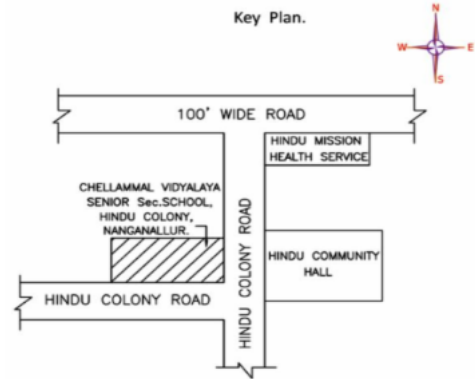 Key Plan.
N
W
E
S
100' WIDE ROAD
HINDU MISSION
HEALTH SERVICE
CHELLAMMAL VIDYALAYA
SENIOR Sec.SCHOOL,
HINDU COLONY,
NANGANALLUR.
HINDU COLONY ROAD
HINDU COMMUNITY
HALL
HINDU COLONY ROAD